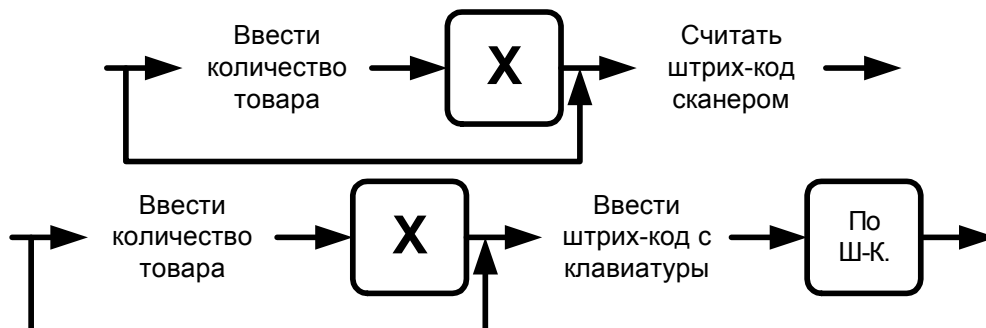 Ввести
количество
товара
X
Считать
штрих-код
сканером
Ввести
количество
товара
X
Ввести
штрих-код с
клавиатуры
По
Ш-К.